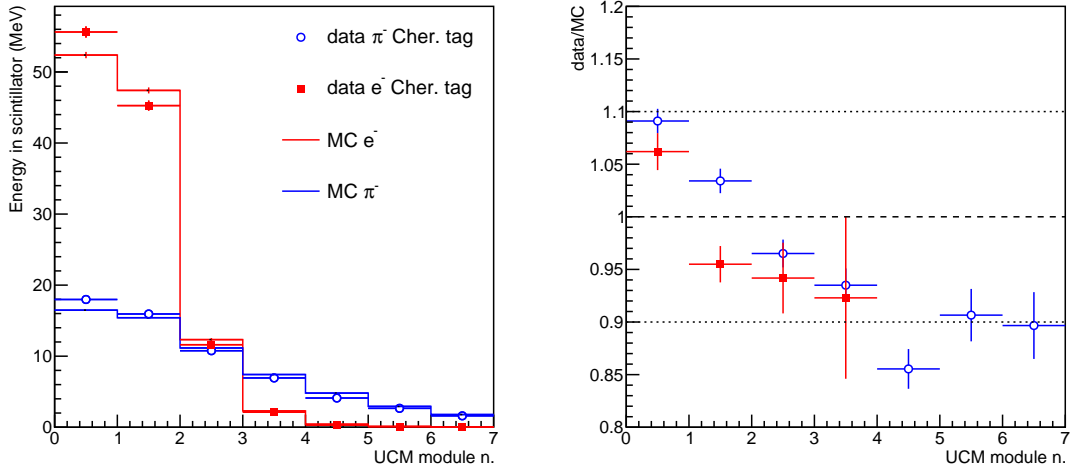 Energy in scintillator (MeV)
50
40
30
20
10
0
0 1 2 3 4 5 6 7
UCM module n.
data π⁻ Cher. tag
data e⁻ Cher. tag
MC e⁻
MC π⁻
data/MC
1.2
1.15
1.1
1.05
1
0.95
0.9
0.85
0.8
0 1 2 3 4 5 6 7
UCM module n.